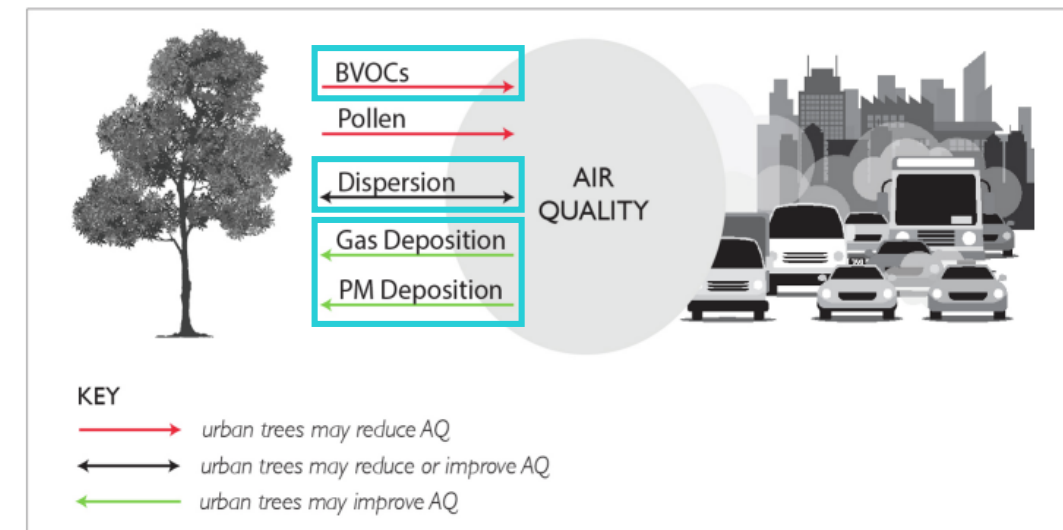 BVOCs
Pollen
Dispersion
Gas Deposition
PM Deposition
AIR
QUALITY
KEY
urban trees may reduce AQ
urban trees may reduce or improve AQ
urban trees may improve AQ